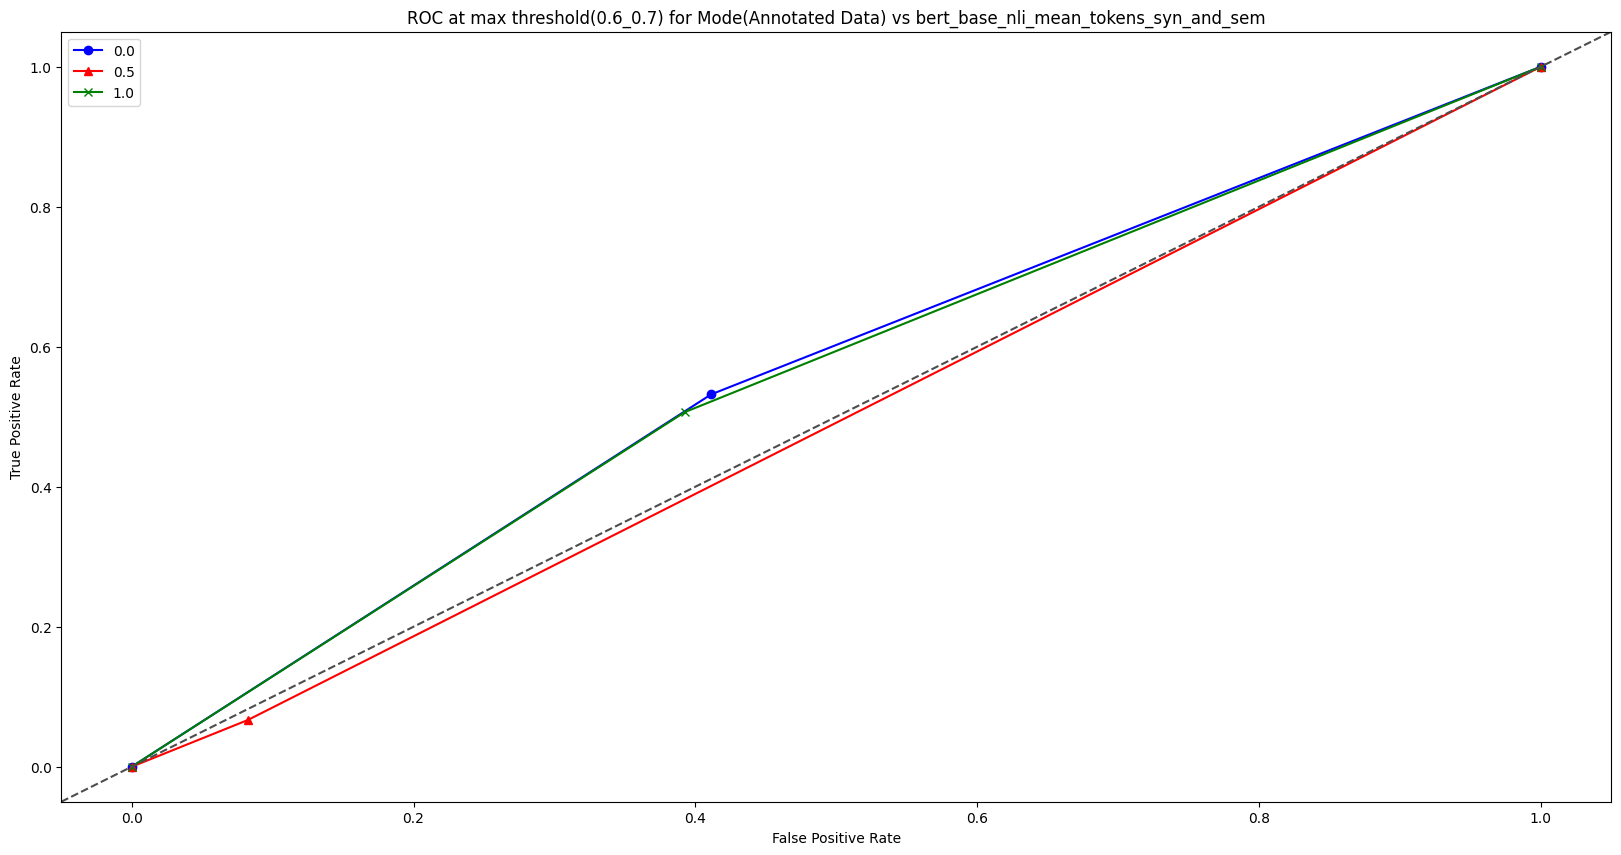 ROC at max threshold(0.6_0.7) for Mode(Annotated Data) vs bert_base_nli_mean_tokens_syn_and_sem
0.0
0.5
1.0
1.0
0.8
0.6
0.4
0.2
0.0
True Positive Rate
0.0 0.2 0.4 0.6 0.8 1.0
False Positive Rate